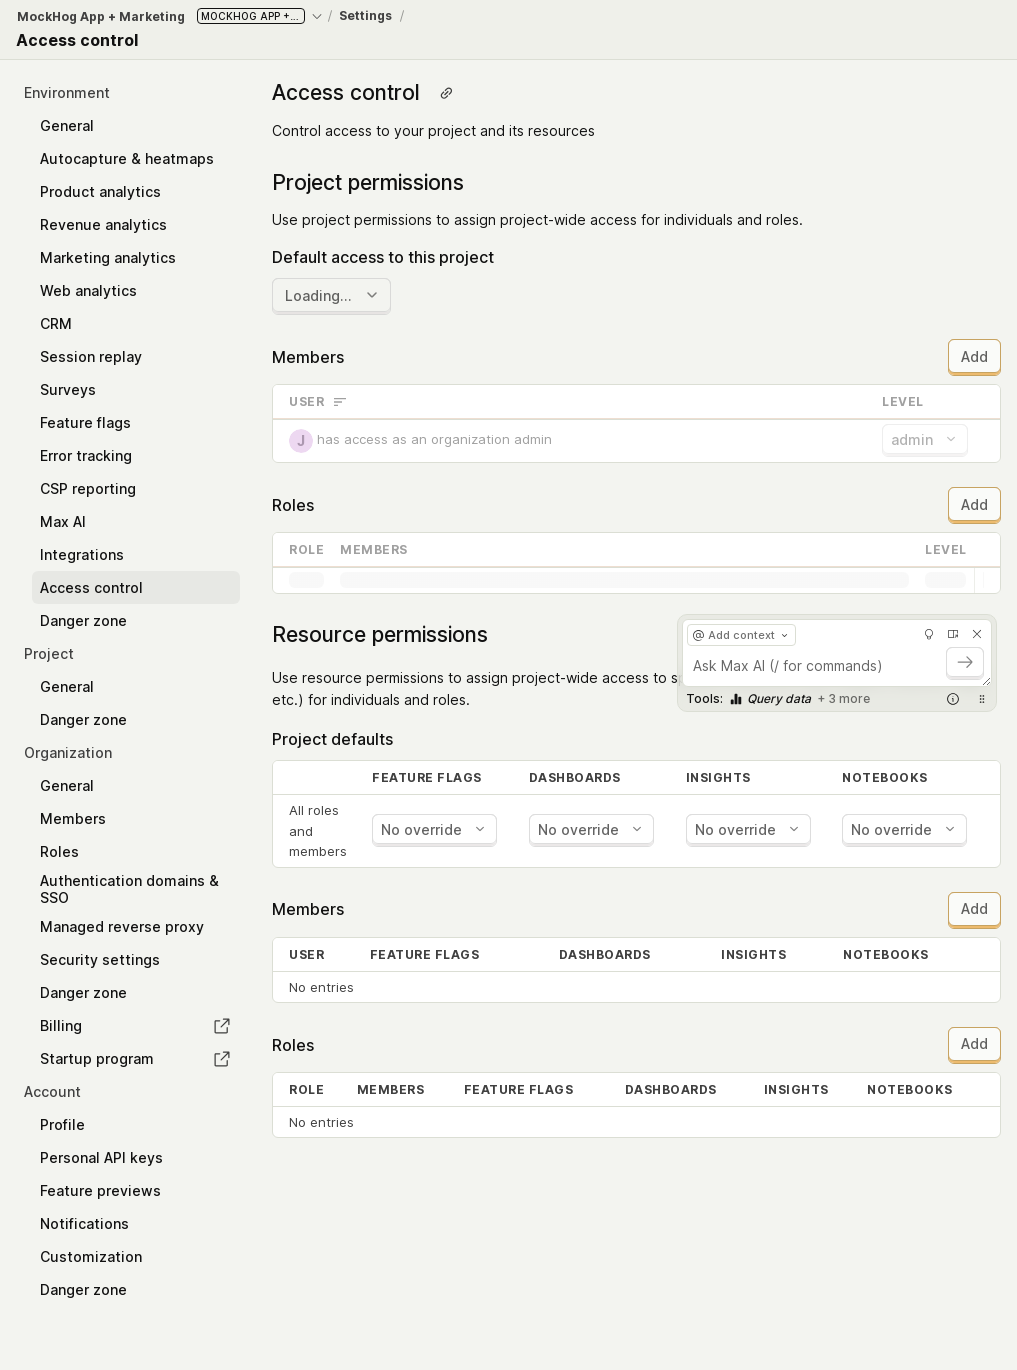 MockHog App + Marketing MOCKHOG APP +... / Settings /
Access control
Environment
General
Autocapture & heatmaps
Product analytics
Revenue analytics
Marketing analytics
Web analytics
CRM
Session replay
Surveys
Feature flags
Error tracking
CSP reporting
Max AI
Integrations
Access control
Danger zone
Project
General
Danger zone
Organization
General
Members
Roles
Authentication domains &
SSO
Managed reverse proxy
Security settings
Danger zone
Billing
Startup program
Account
Profile
Personal API keys
Feature previews
Notifications
Customization
Danger zone
Access control
Control access to your project and its resources
Project permissions
Use project permissions to assign project-wide access for individuals and roles.
Default access to this project
Loading...
Members Add
USER LEVEL
J has access as an organization admin admin
Roles Add
ROLE MEMBERS LEVEL
Resource permissions
Use resource permissions to assign project-wide access to
etc.) for individuals and roles.
@ Add context
Ask Max AI (/ for commands)
Tools: Query data + 3 more
Project defaults
FEATURE FLAGS DASHBOARDS INSIGHTS NOTEBOOKS
All roles
and
members
No override No override No override No override
Members Add
USER FEATURE FLAGS DASHBOARDS INSIGHTS NOTEBOOKS
No entries
Roles Add
ROLE MEMBERS FEATURE FLAGS DASHBOARDS INSIGHTS NOTEBOOKS
No entries